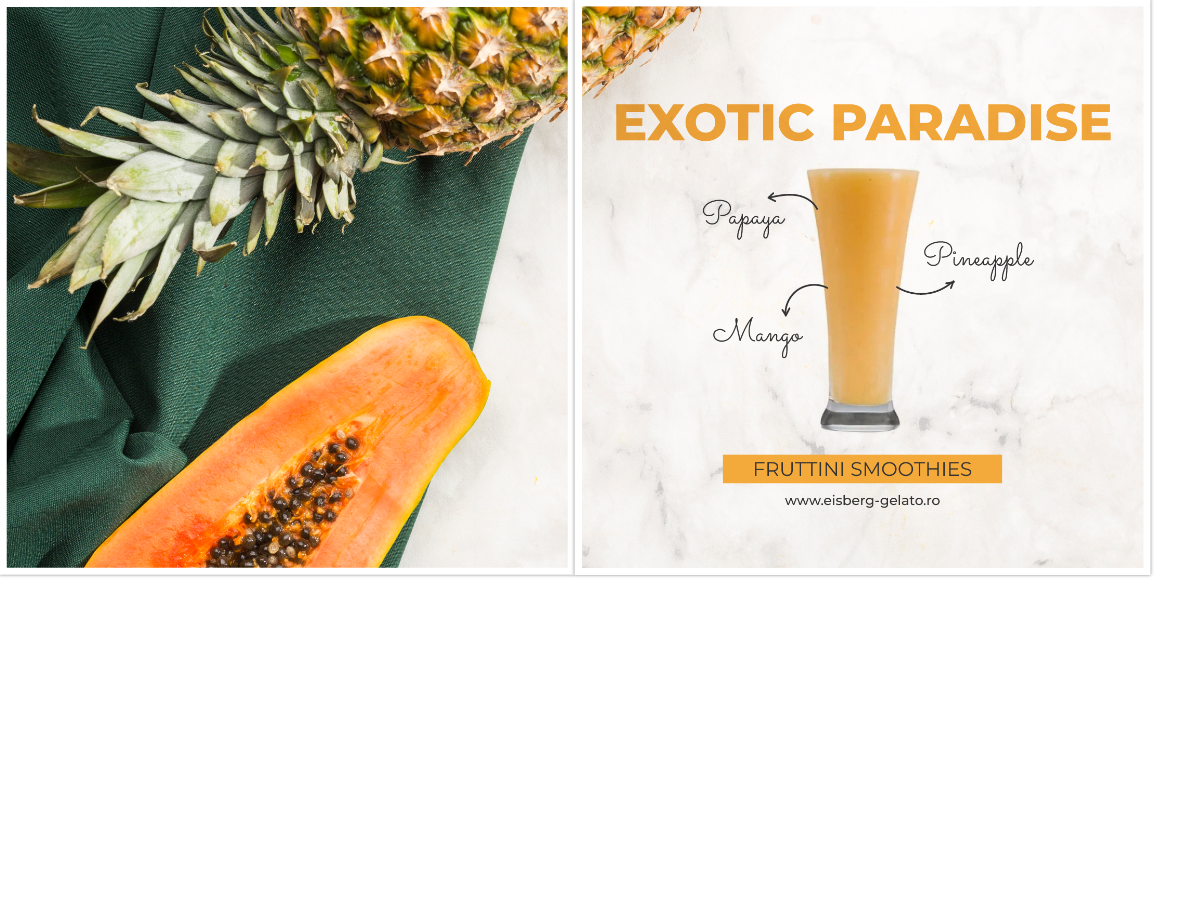 EXOTIC PARADISE
Papaya
Pineapple
Mango
FRUTTINI SMOOTHIES
www.eisberg-gelato.ro